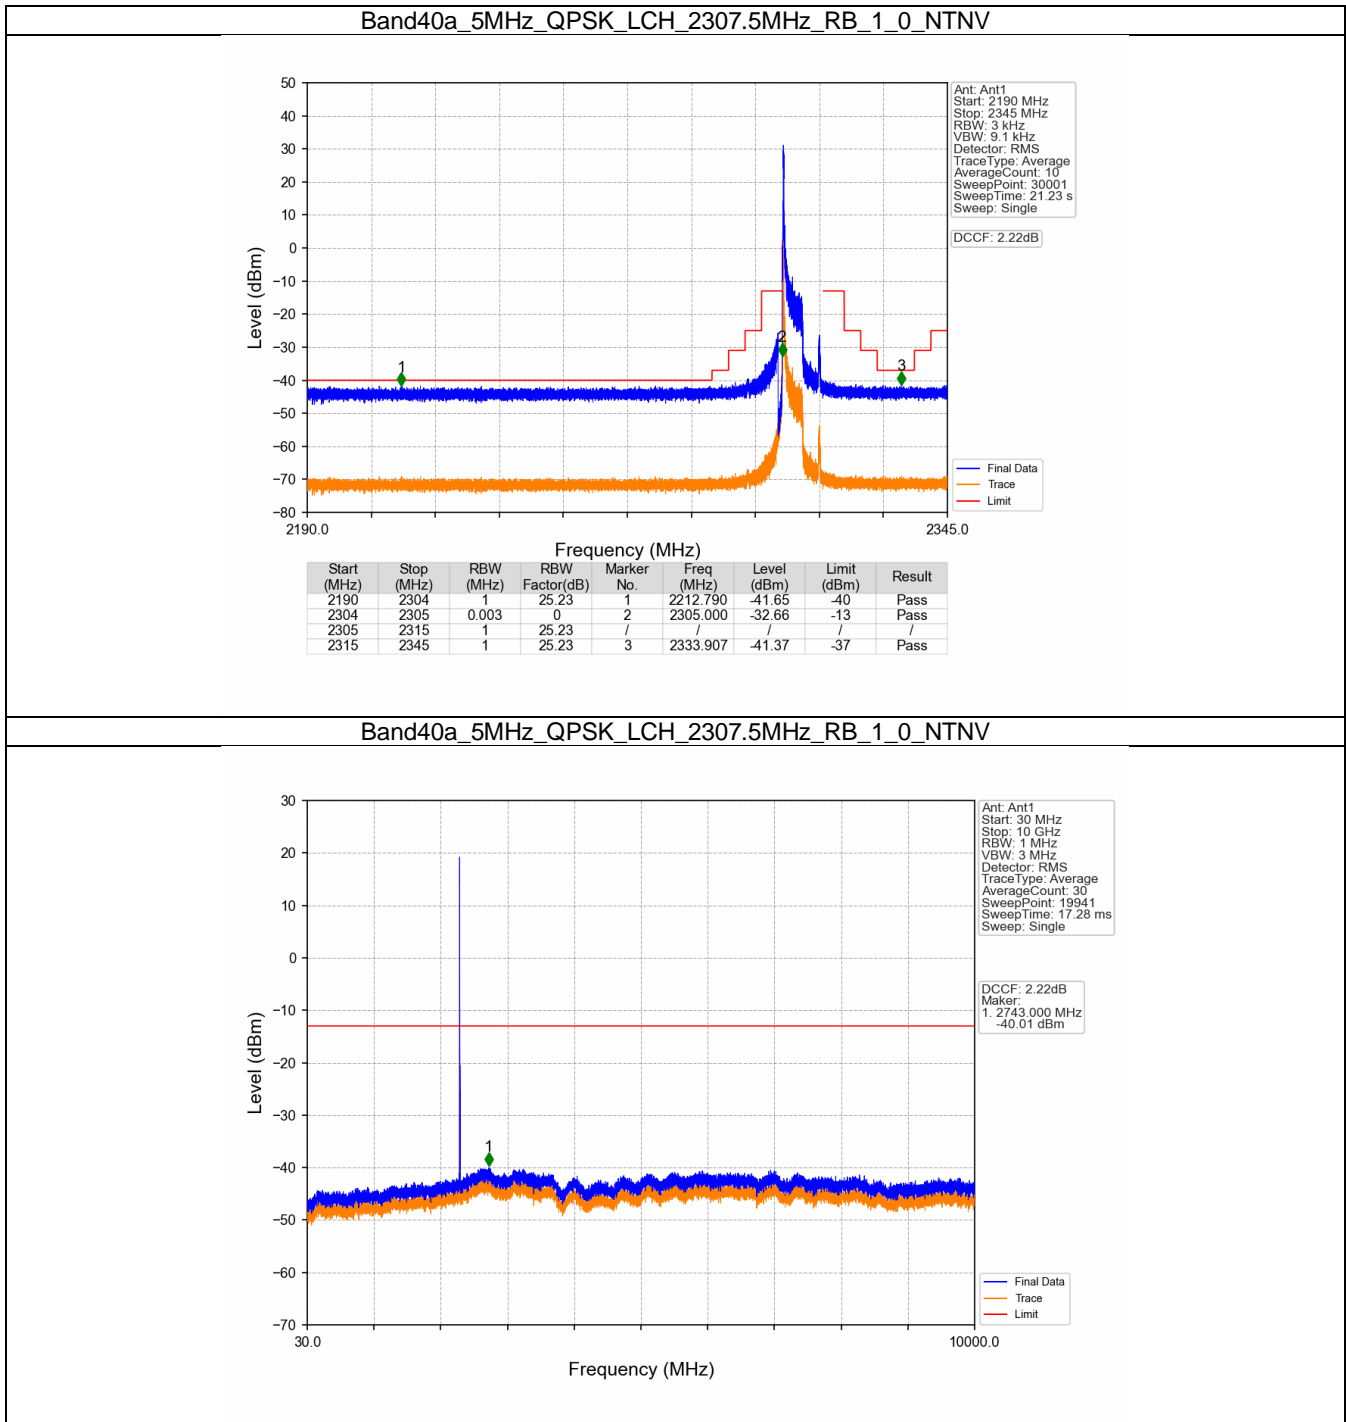 Band40a_5MHz_QPSK_LCH_2307.5MHz_RB_1_0_NTNV
50
40
30
20
10
0
−10
−20
−30
−40
−50
−60
−70
−80
Level (dBm)
1
2
3
2190.0
2345.0
Frequency (MHz)
Ant: Ant1
Start: 2190 MHz
Stop: 2345 MHz
RBW: 3 kHz
VBW: 9.1 kHz
Detector: RMS
TraceType: Average
AverageCount: 10
SweepPoint: 30001
SweepTime: 21.23 s
Sweep: Single
DCCF: 2.22dB
Final Data
Trace
Limit
Start (MHz) Stop (MHz) RBW (MHz) RBW Factor(dB) Marker No. Freq (MHz) Level (dBm) Limit (dBm) Result
2190 2304 1 25.23 1 2212.790 -41.65 -40 Pass
2304 2305 0.003 0 2 2305.000 -32.66 -13 Pass
2305 2315 1 25.23 / / / / /
2315 2345 1 25.23 3 2333.907 -41.37 -37 Pass
Band40a_5MHz_QPSK_LCH_2307.5MHz_RB_1_0_NTNV
30
20
10
0
−10
−20
−30
−40
−50
−60
−70
Level (dBm)
1
30.0
10000.0
Frequency (MHz)
Ant: Ant1
Start: 30 MHz
Stop: 10 GHz
RBW: 1 MHz
VBW: 3 MHz
Detector: RMS
TraceType: Average
AverageCount: 30
SweepPoint: 19941
SweepTime: 17.28 ms
Sweep: Single
DCCF: 2.22dB
Maker:
1. 2743.000 MHz
-40.01 dBm
Final Data
Trace
Limit